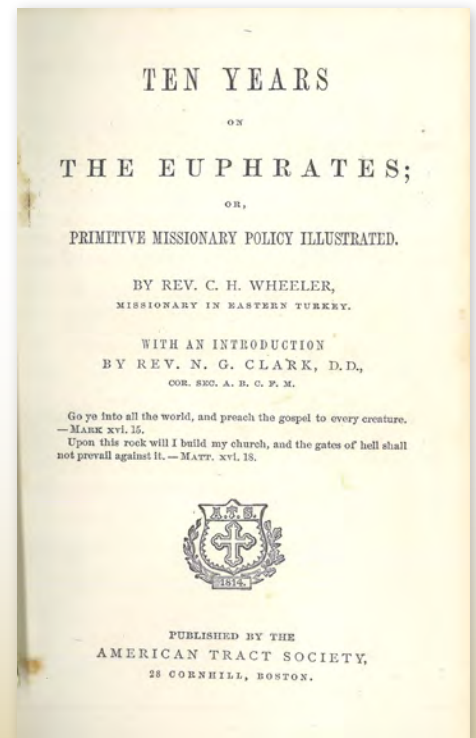 TEN YEARS
ON
THE EUPHRATES;
OR,
PRIMITIVE MISSIONARY POLICY ILLUSTRATED.
BY REV. C. H. WHEELER,
MISSIONARY IN EASTERN TURKEY.
WITH AN INTRODUCTION
BY REV. N. G. CLARK, D.D.,
COR. SEC. A. B. C. F. M.
Go ye into all the world, and preach the gospel to every creature.
— MARK xvi. 15.
Upon this rock will I build my church, and the gates of hell shall
not prevail against it. — MATT. xvi. 18.
A.T.S.
1814.
PUBLISHED BY THE
AMERICAN TRACT SOCIETY,
28 CORNHILL, BOSTON.